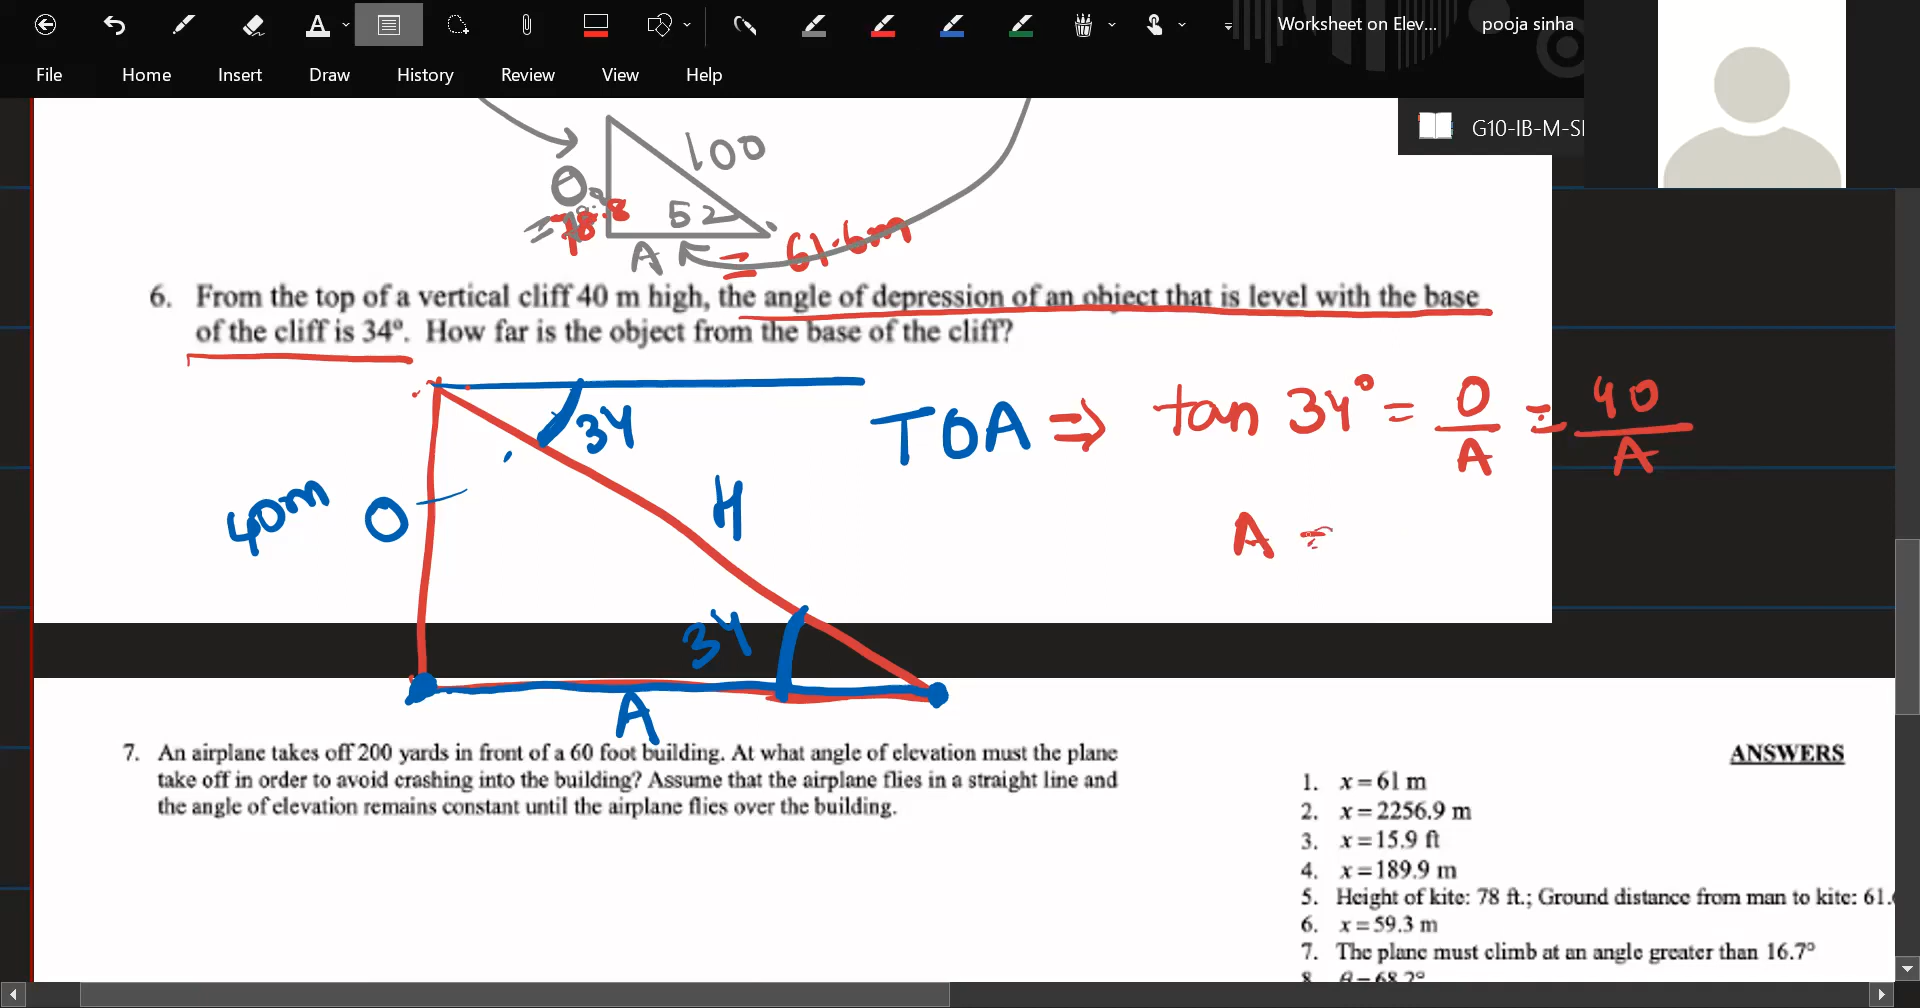 Worksheet on Elev...
pooja sinha
File Home Insert Draw History Review View Help
G10-IB-M-SI
100
O
= 78.8
52
A
= 61.6m
6. From the top of a vertical cliff 40 m high, the angle of depression of an object that is level with the base
of the cliff is 34º. How far is the object from the base of the cliff?
34
TOA ⇒ tan 34° = O/A = 40/A
40m O
H
A =
34
A
7. An airplane takes off 200 yards in front of a 60 foot building. At what angle of elevation must the plane
take off in order to avoid crashing into the building? Assume that the airplane flies in a straight line and
the angle of elevation remains constant until the airplane flies over the building.
ANSWERS
1. x = 61 m
2. x = 2256.9 m
3. x = 15.9 ft
4. x = 189.9 m
5. Height of kite: 78 ft.; Ground distance from man to kite: 61.
6. x = 59.3 m
7. The plane must climb at an angle greater than 16.7º
8. θ = 68.2°